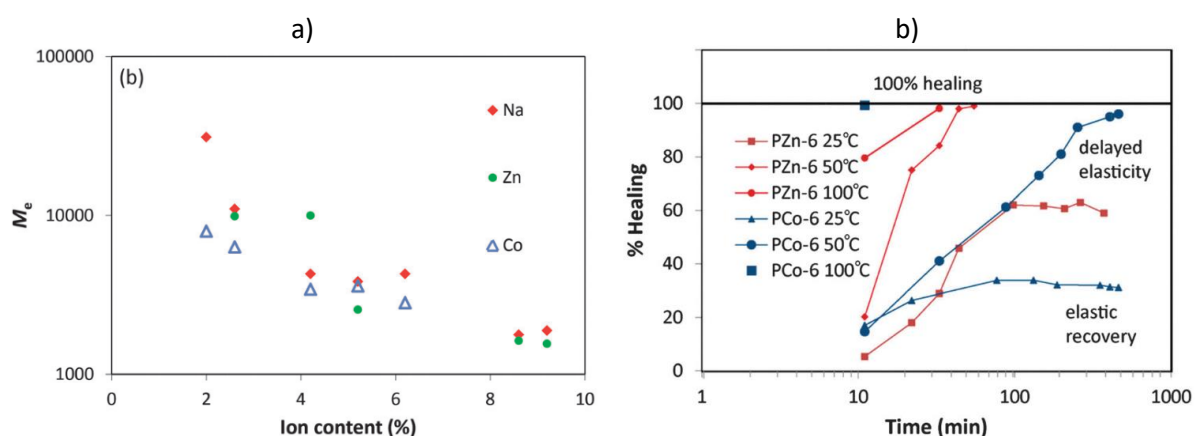 a)
(b)
100000
10000
1000
Me
0
2
4
6
8
10
Ion content (%)
Na
Zn
Co
b)
100% healing
100
80
60
40
20
0
% Healing
PZn-6 25℃
PZn-6 50℃
PZn-6 100℃
PCo-6 25℃
PCo-6 50℃
PCo-6 100℃
delayed
elasticity
elastic
recovery
1
10
100
1000
Time (min)